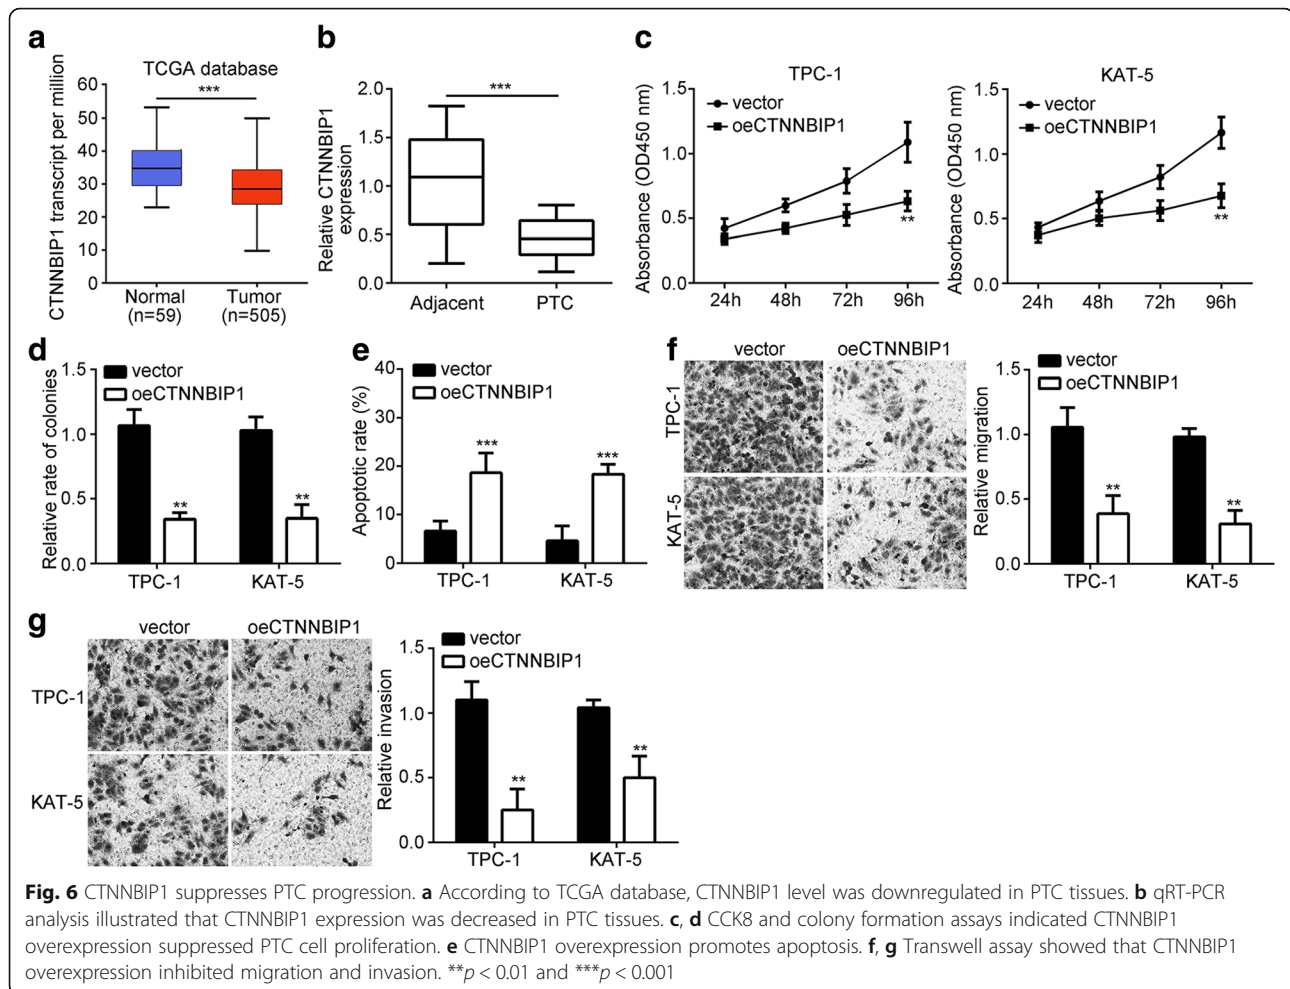 a
TCGA database
CTNNBIP1 transcript per million
***
60
50
40
30
20
10
0
Normal
(n=59)
Tumor
(n=505)
b
Relative CTNNBIP1
expression
***
2.0
1.5
1.0
0.5
0.0
Adjacent
PTC
c
TPC-1
Absorbance (OD450 nm)
1.5
1.0
0.5
0.0
vector
oeCTNNBIP1
**
24h
48h
72h
96h
KAT-5
Absorbance (OD450 nm)
1.5
1.0
0.5
0.0
vector
oeCTNNBIP1
**
24h
48h
72h
96h
d
Relative rate of colonies
1.5
1.0
0.5
0.0
vector
oeCTNNBIP1
**
**
TPC-1
KAT-5
e
Apoptotic rate (%)
40
30
20
10
0
vector
oeCTNNBIP1
***
***
TPC-1
KAT-5
f
vector
oeCTNNBIP1
TPC-1
KAT-5
Relative migration
1.5
1.0
0.5
0.0
vector
oeCTNNBIP1
**
**
TPC-1
KAT-5
g
vector
oeCTNNBIP1
TPC-1
KAT-5
Relative invasion
1.5
1.0
0.5
0.0
vector
oeCTNNBIP1
**
**
TPC-1
KAT-5
Fig. 6 CTNNBIP1 suppresses PTC progression. a According to TCGA database, CTNNBIP1 level was downregulated in PTC tissues. b qRT-PCR
analysis illustrated that CTNNBIP1 expression was decreased in PTC tissues. c, d CCK8 and colony formation assays indicated CTNNBIP1
overexpression suppressed PTC cell proliferation. e CTNNBIP1 overexpression promotes apoptosis. f, g Transwell assay showed that CTNNBIP1
overexpression inhibited migration and invasion. **p < 0.01 and ***p < 0.001